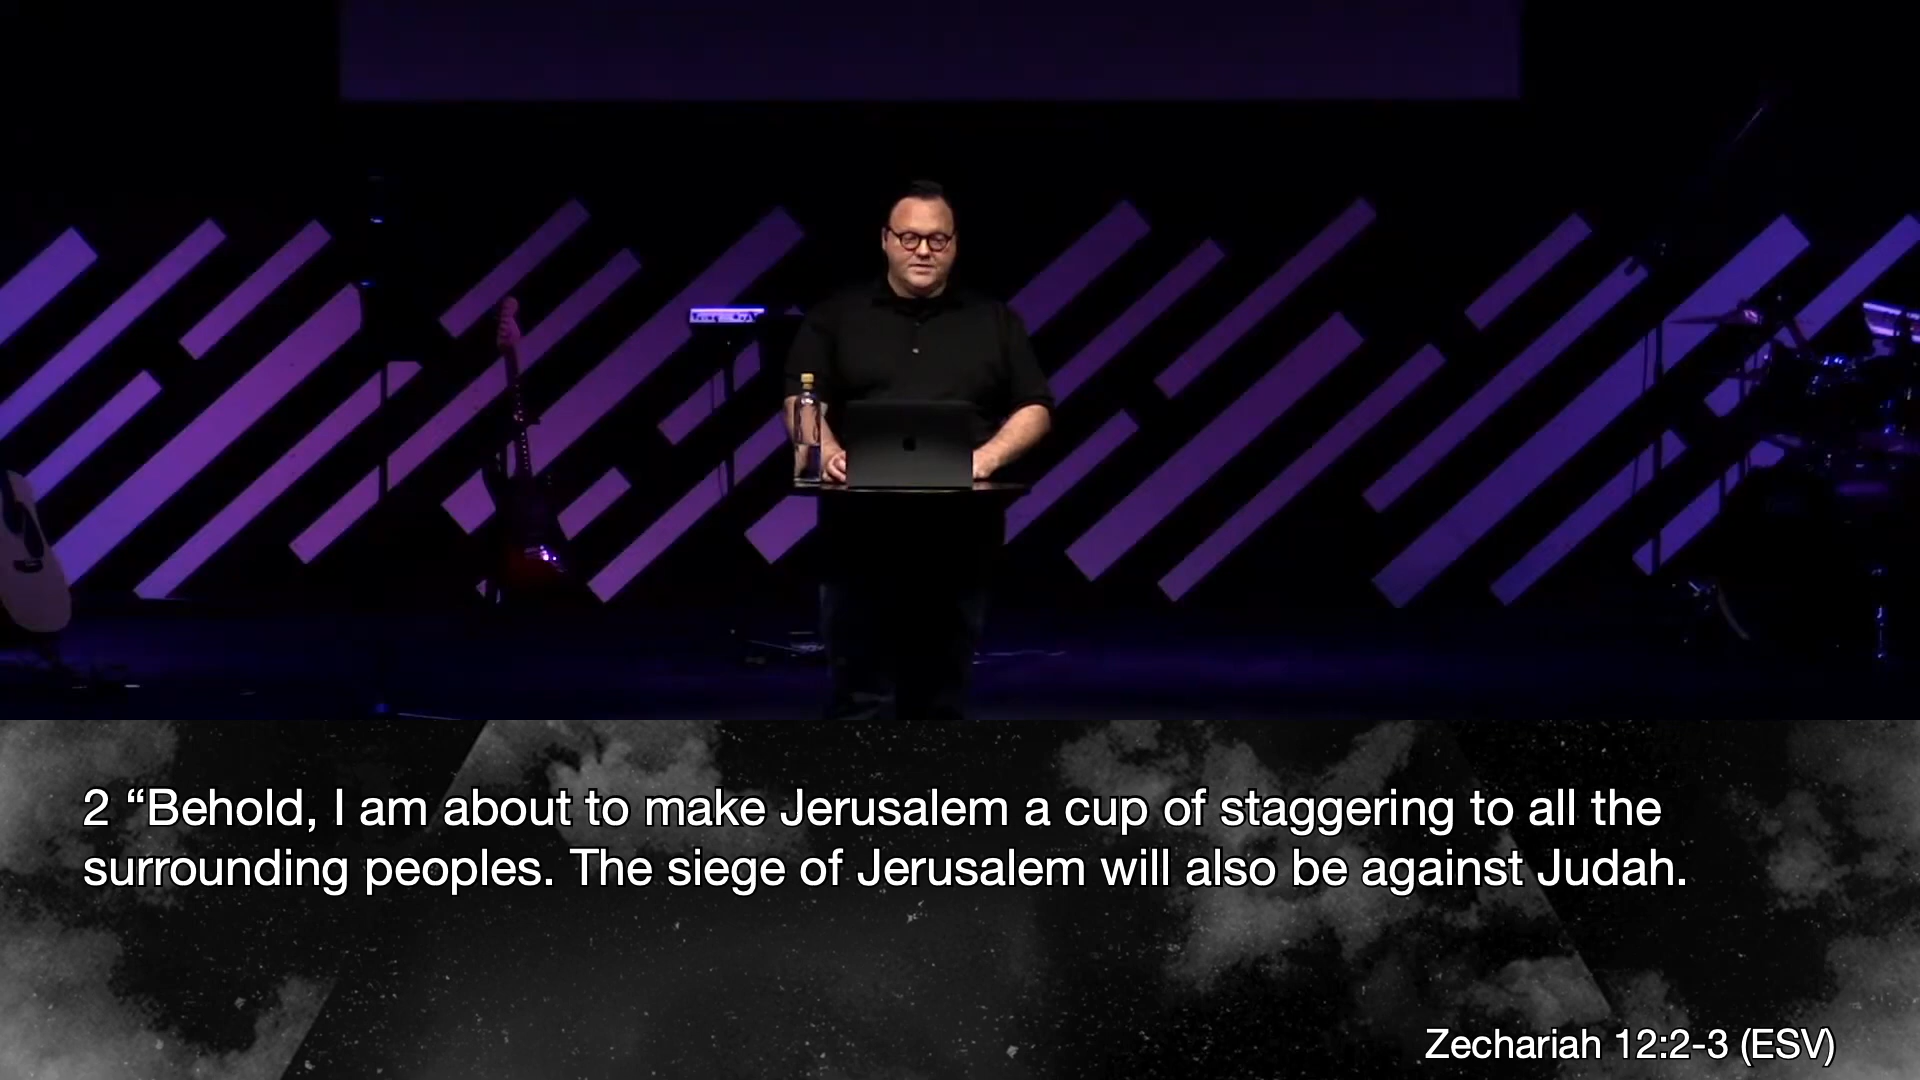 2 “Behold, I am about to make Jerusalem a cup of staggering to all the
surrounding peoples. The siege of Jerusalem will also be against Judah.
Zechariah 12:2-3 (ESV)